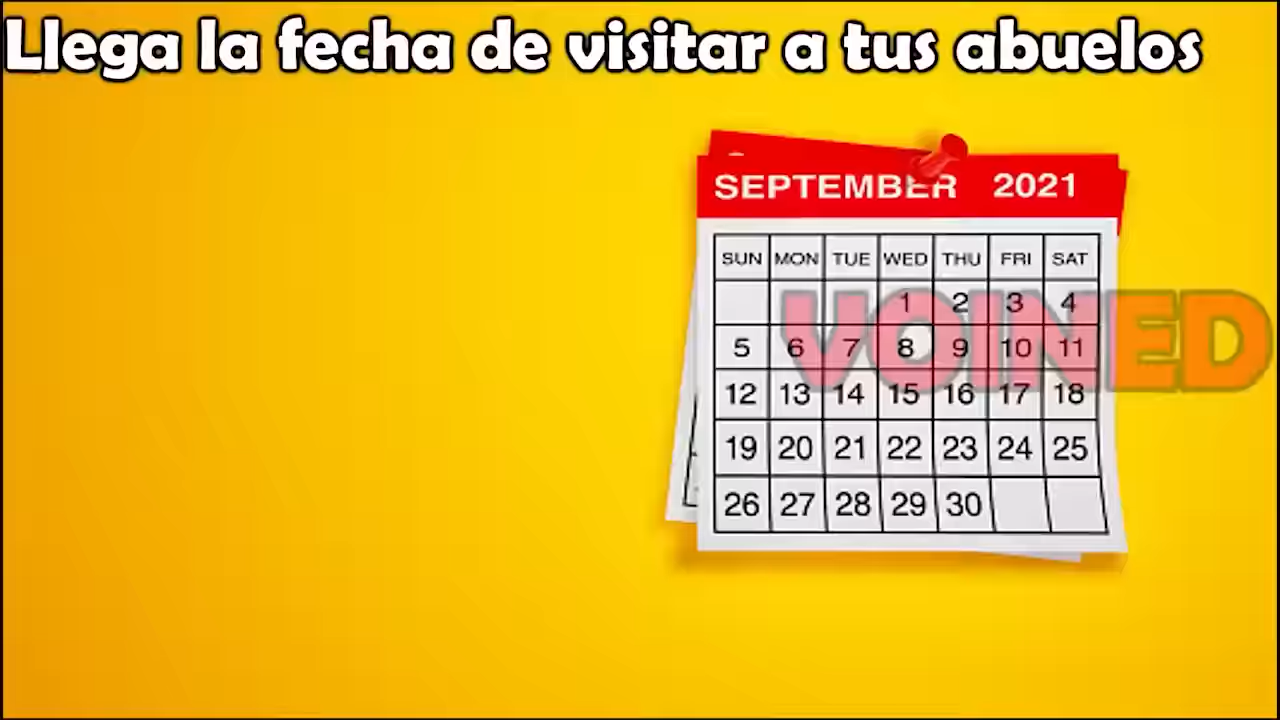 Llega la fecha de visitar a tus abuelos
SEPTEMBER 2021
SUN MON TUE WED THU FRI SAT
1 2 3 4
VOINED
5 6 7 8 9 10 11
12 13 14 15 16 17 18
19 20 21 22 23 24 25
26 27 28 29 30